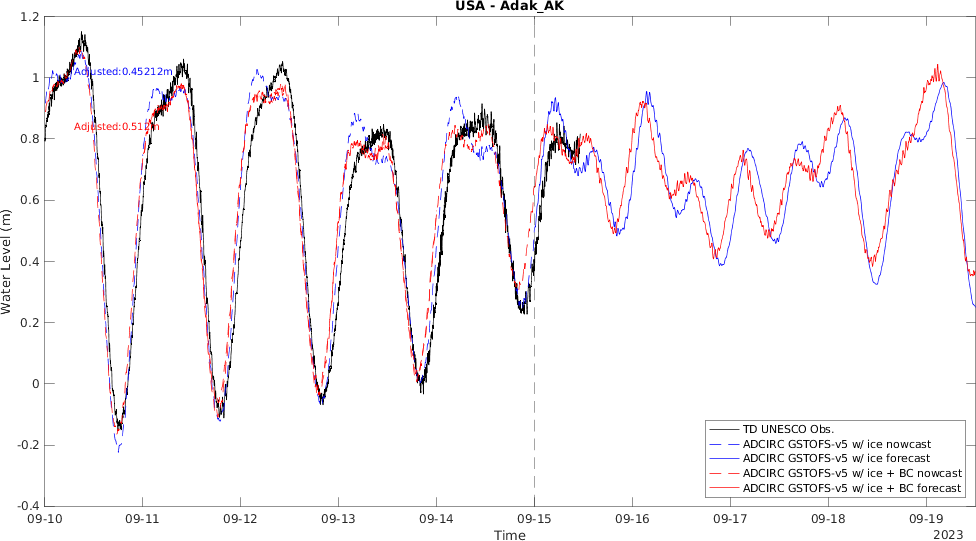 USA - Adak_AK
1.2
1
0.8
0.6
0.4
0.2
0
-0.2
-0.4
Water Level (m)
Adjusted:0.45212m
Adjusted:0.512m
TD UNESCO Obs.
ADCIRC GSTOFS-v5 w/ ice nowcast
ADCIRC GSTOFS-v5 w/ ice forecast
ADCIRC GSTOFS-v5 w/ ice + BC nowcast
ADCIRC GSTOFS-v5 w/ ice + BC forecast
09-10 09-11 09-12 09-13 09-14 09-15 09-16 09-17 09-18 09-19
Time
2023